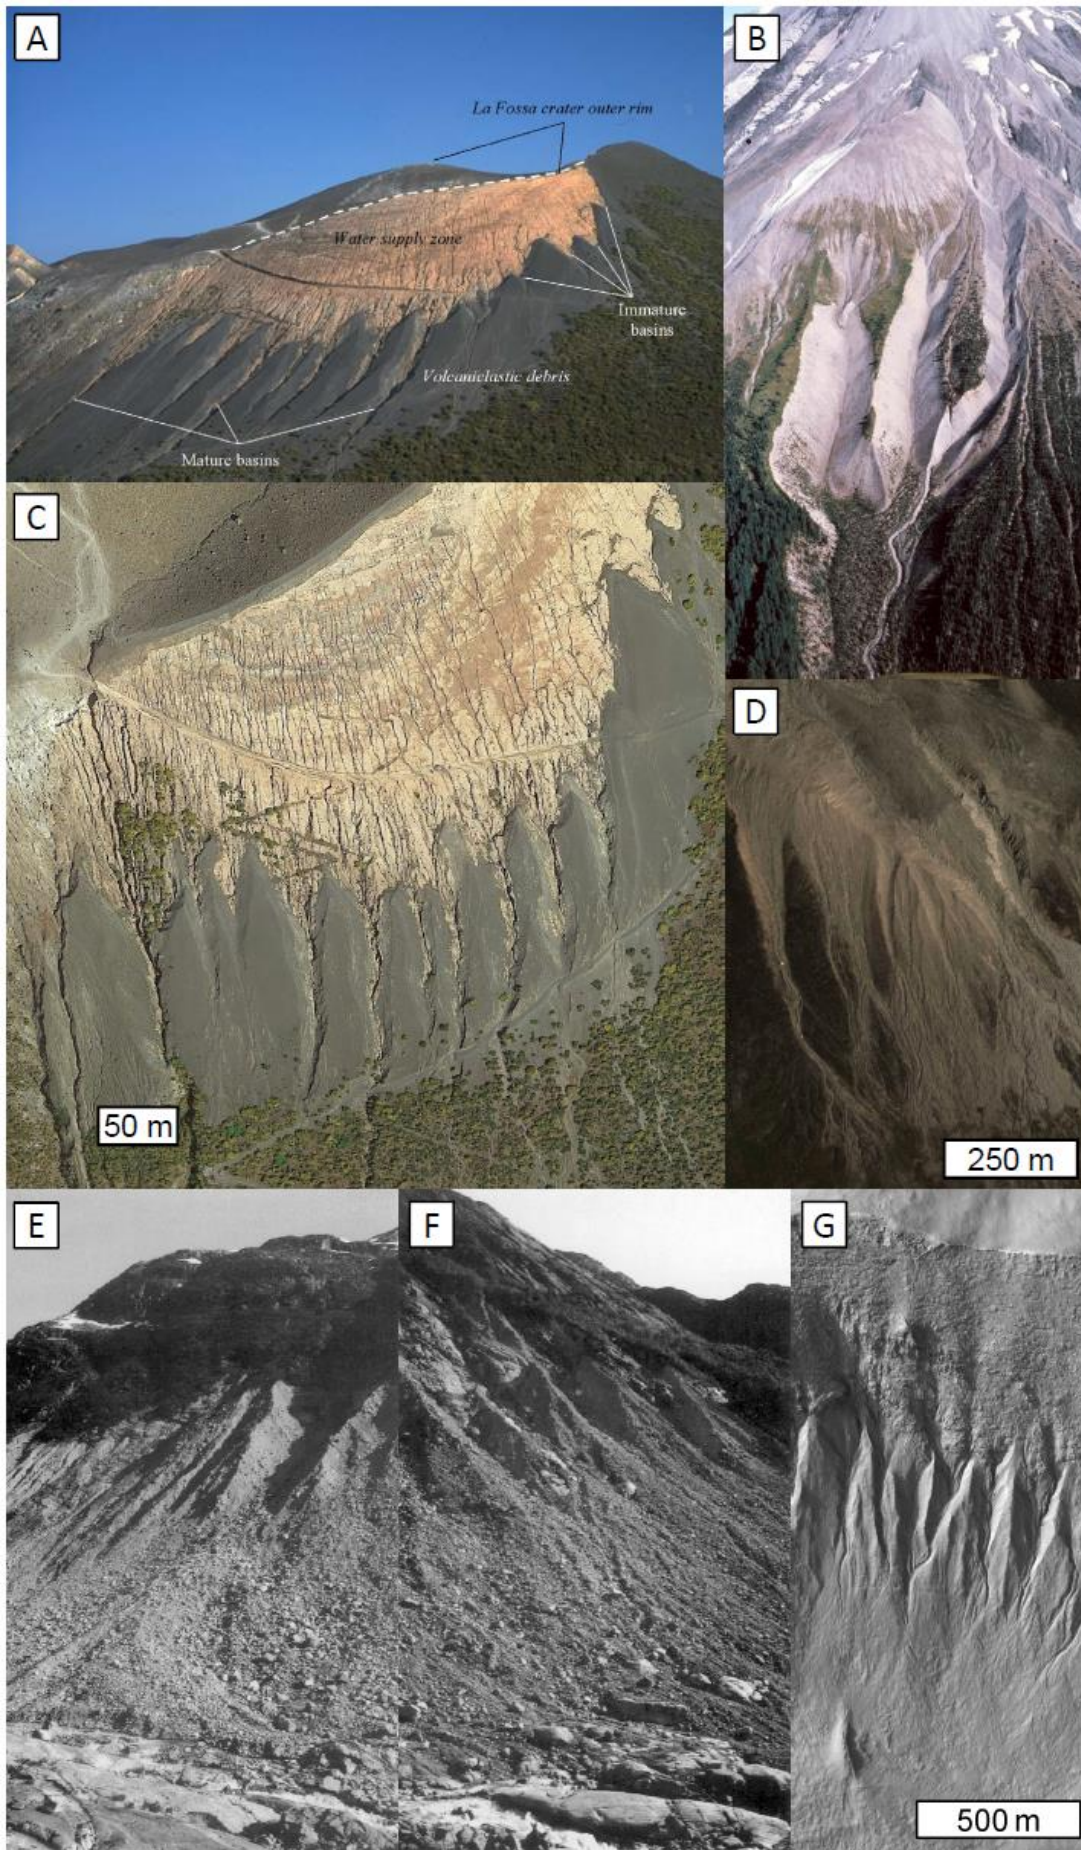 A
La Fossa crater outer rim
Water supply zone
Immature
basins
Volcaniclastic debris
Mature basins
B
C
50 m
D
250 m
E
F
G
500 m